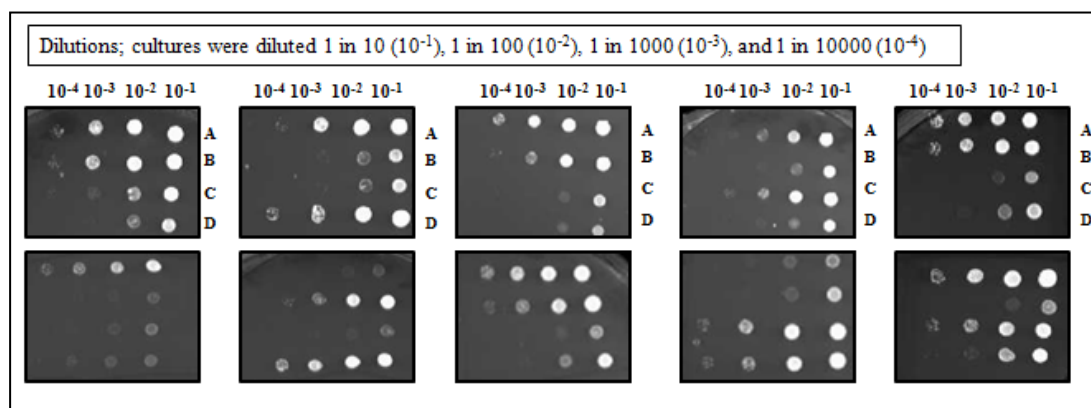 Dilutions; cultures were diluted 1 in 10 (10⁻¹), 1 in 100 (10⁻²), 1 in 1000 (10⁻³), and 1 in 10000 (10⁻⁴)
10⁻⁴ 10⁻³ 10⁻² 10⁻¹ 10⁻⁴ 10⁻³ 10⁻² 10⁻¹ 10⁻⁴ 10⁻³ 10⁻² 10⁻¹ 10⁻⁴ 10⁻³ 10⁻² 10⁻¹ 10⁻⁴ 10⁻³ 10⁻² 10⁻¹
A A A A A
B B B B B
C C C C C
D D D D D